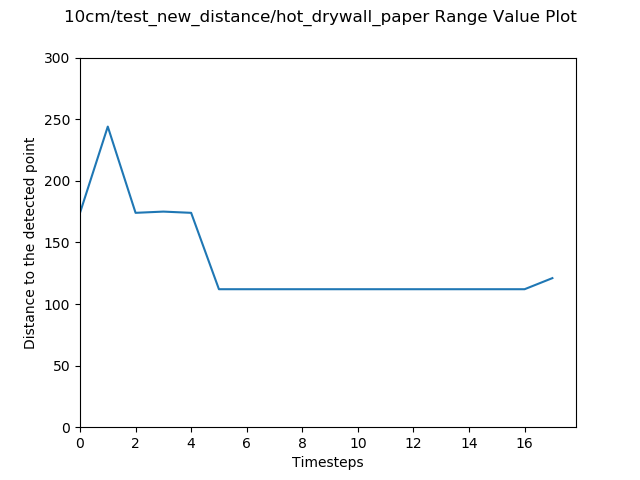 10cm/test_new_distance/hot_drywall_paper Range Value Plot
300
250
200
150
100
50
0
Distance to the detected point
0 2 4 6 8 10 12 14 16
Timesteps